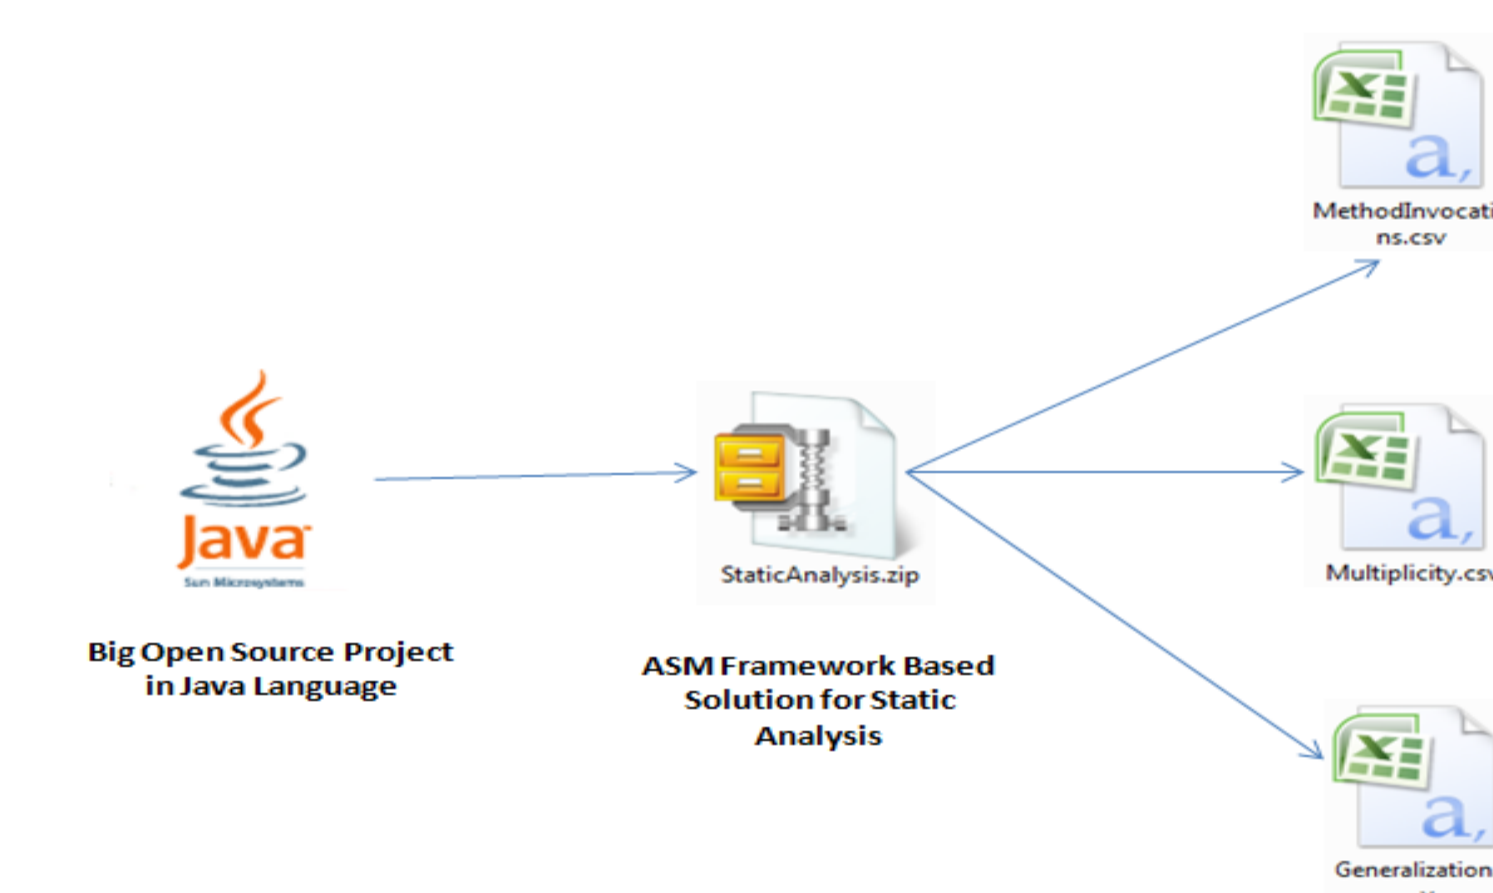 MethodInvocati
ns.csv
Java
Sun Microsystems
StaticAnalysis.zip
Multiplicity.csv
Big Open Source Project
in Java Language
ASM Framework Based
Solution for Static
Analysis
Generalization